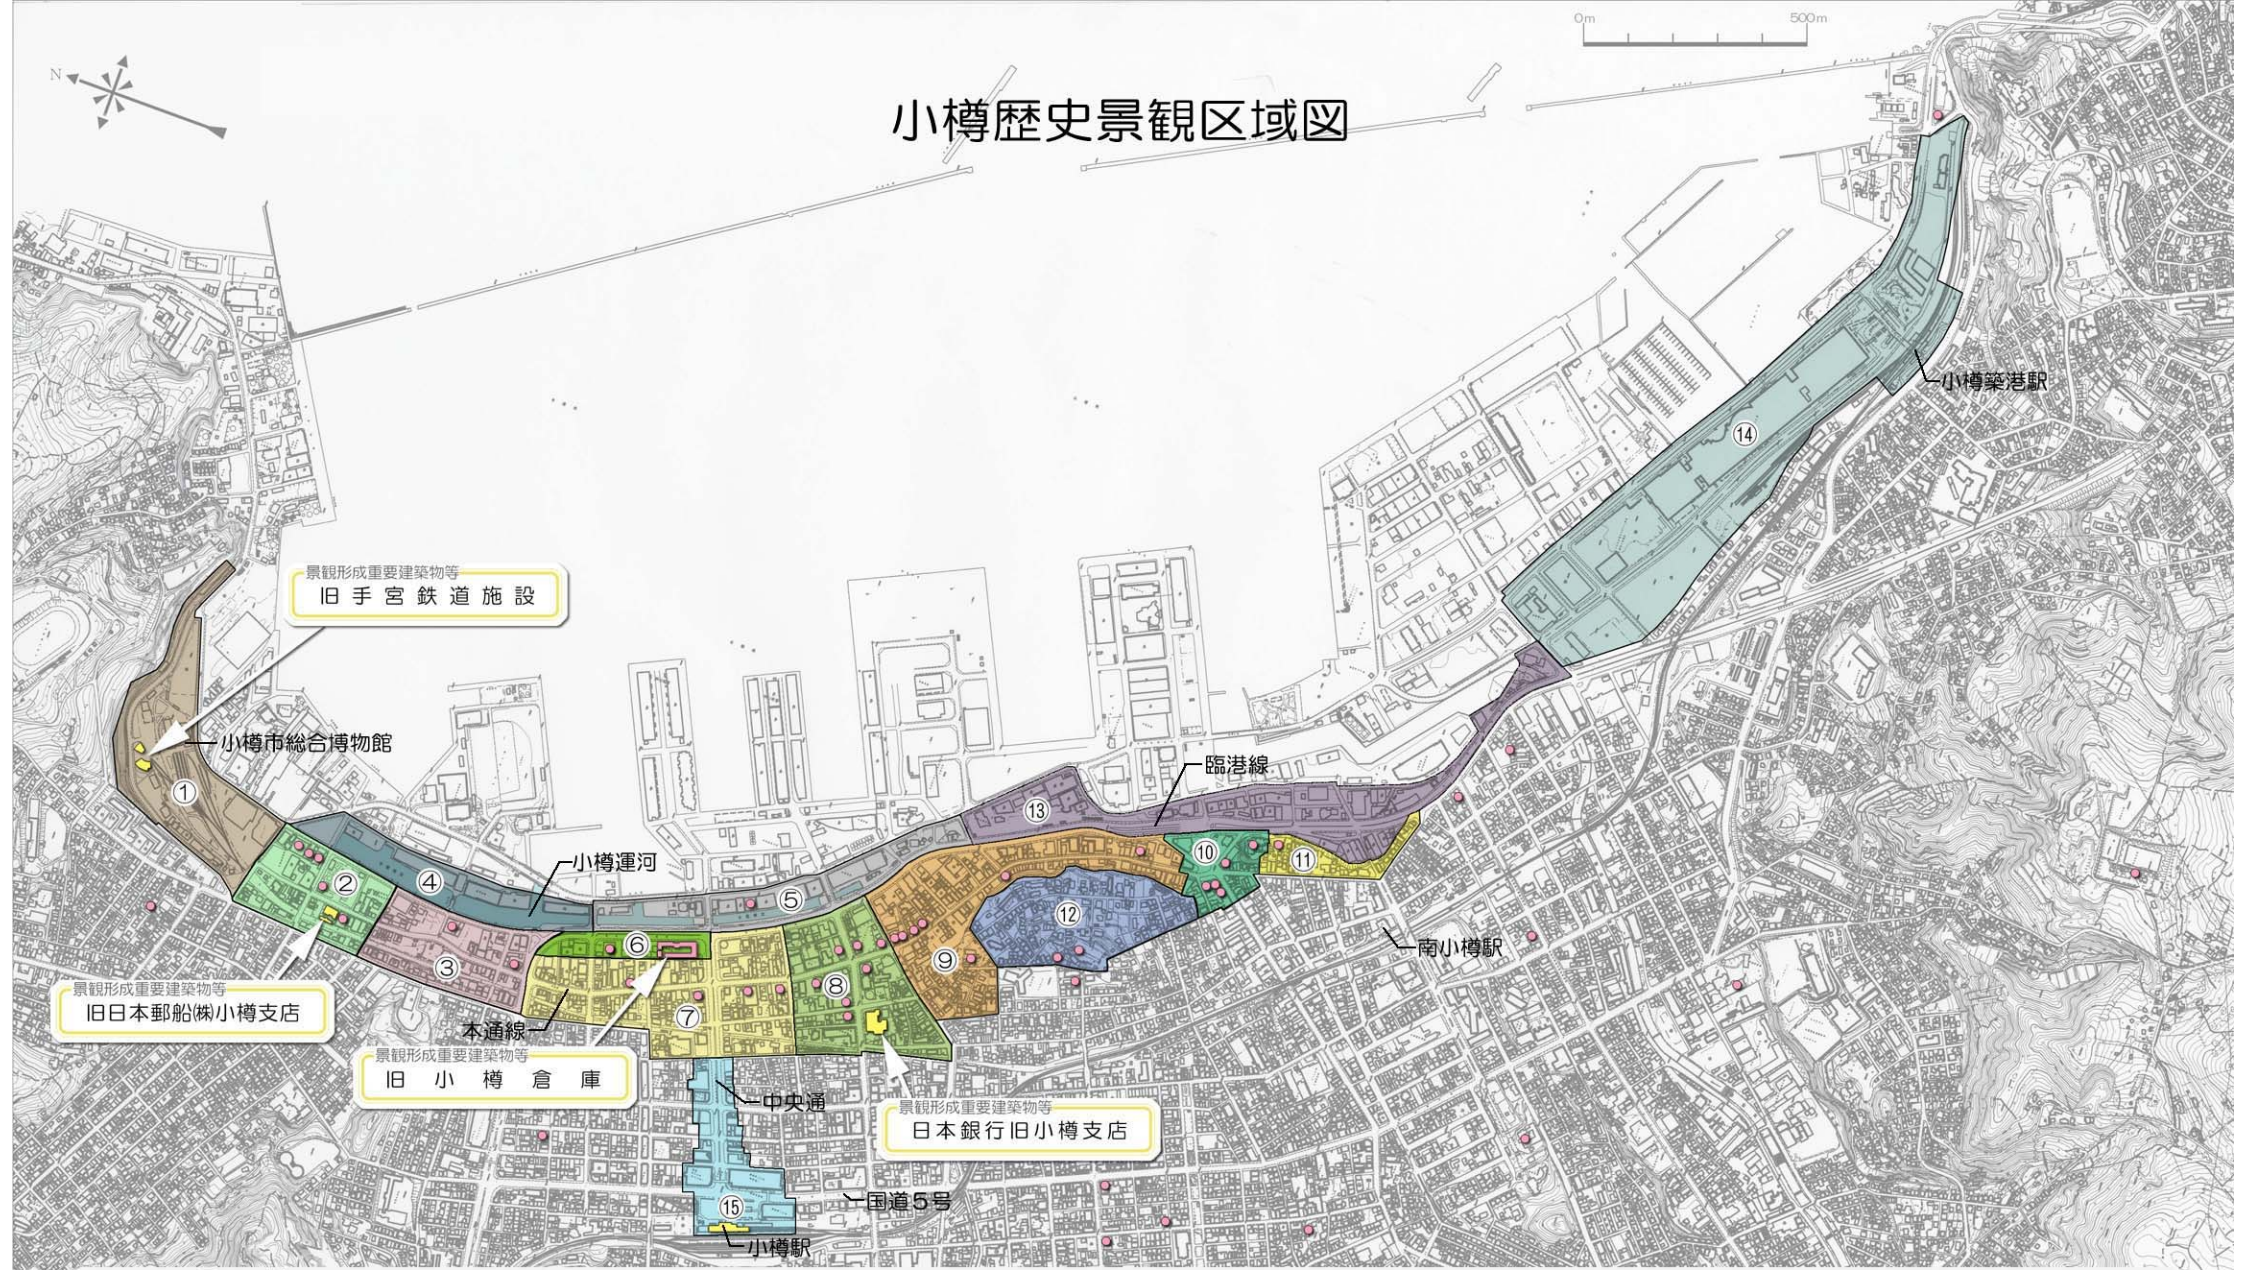 小樽歴史景観区域図
N
0m 500m
小樽築港駅
⑭
景観形成重要建築物等
旧手宮鉄道施設
小樽市総合博物館
①
臨港線
⑬
小樽運河
②
④
⑤
⑩
⑪
⑫
③
⑥
⑦
⑧
⑨
南小樽駅
景観形成重要建築物等
旧日本郵船㈱小樽支店
本通線
景観形成重要建築物等
旧小樽倉庫
中央通
景観形成重要建築物等
日本銀行旧小樽支店
国道5号
⑮
小樽駅